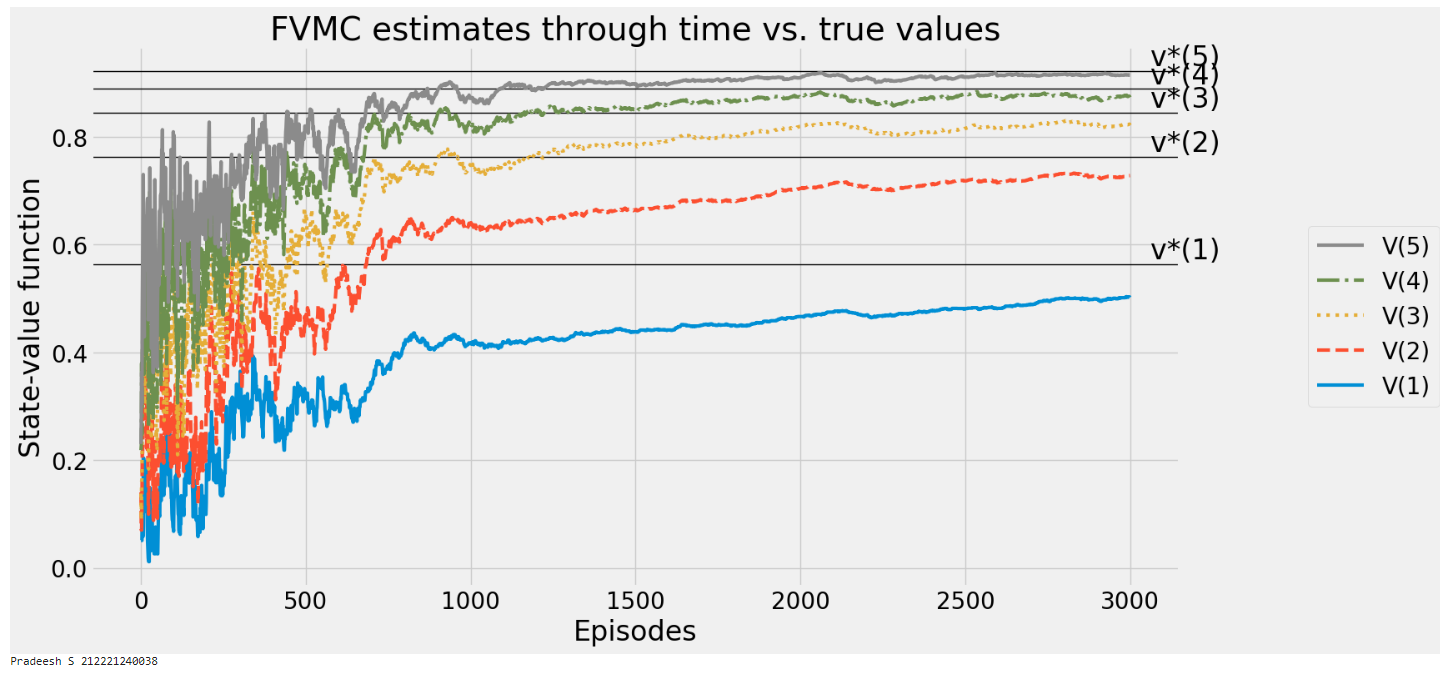 FVMC estimates through time vs. true values
v*(5)
v*(4)
v*(3)
v*(2)
v*(1)
State-value function
0.8
0.6
0.4
0.2
0.0
0 500 1000 1500 2000 2500 3000
Episodes
V(5)
V(4)
V(3)
V(2)
V(1)
Pradeesh S 212221240038